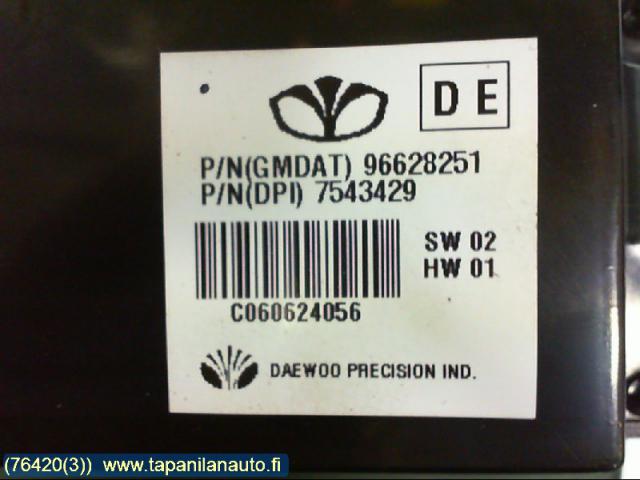 D E
P/N(GMDAT) 96628251
P/N(DPI) 7543429
SW 02
HW 01
C060624056
DAEWOO PRECISION IND.
(76420(3)) www.tapanilanauto.fi